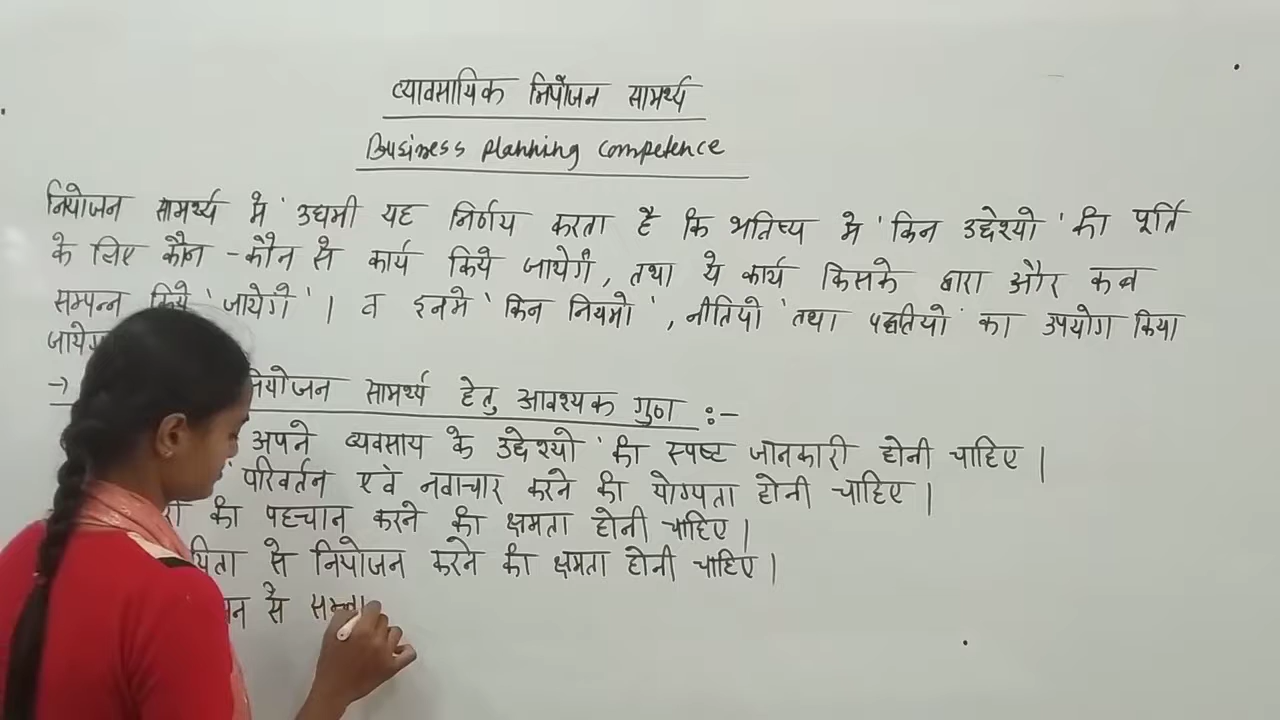 व्यावसायिक नियोजन सामर्थ्य
Business planning competence
नियोजन सामर्थ्य में उद्यमी यह निर्णय करता है कि भविष्य में किन उद्देश्यों की पूर्ति
के लिए कौन-कौन से कार्य किये जायेगें, तथा ये कार्य किसके द्वारा और कब
सम्पन्न किये जायेगें । व इनमें किन नियमों, नीतियों तथा पद्धतियों का उपयोग किया
→ नियोजन सामर्थ्य हेतु आवश्यक गुण :-
अपने व्यवसाय के उद्देश्यों की स्पष्ट जानकारी होनी चाहिए ।
परिवर्तन एवं नवाचार करने की योग्यता होनी चाहिए ।
की पहचान करने की क्षमता होनी चाहिए ।
से नियोजन करने की क्षमता होनी चाहिए ।
से